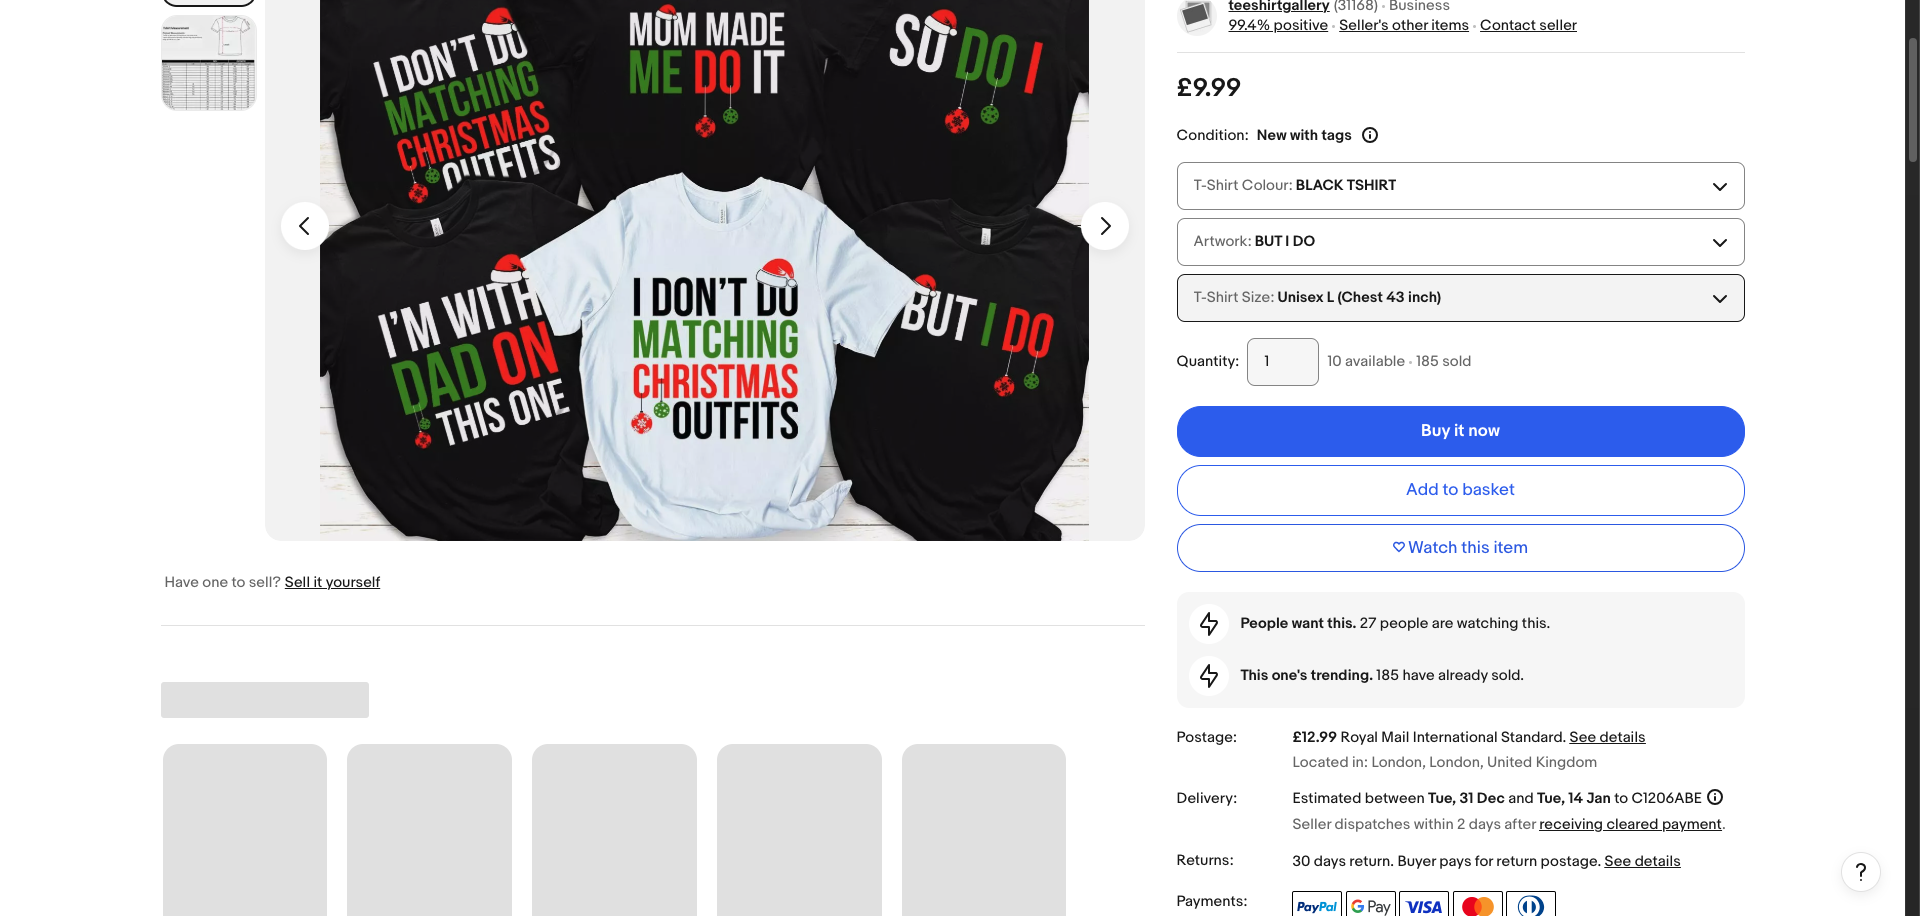 I DON'T DO
MATCHING
CHRISTMAS
OUTFITS
MOM MADE
ME DO IT
SO DO I
I'M WITH
DAD ON
THIS ONE
I DON'T DO
MATCHING
CHRISTMAS
OUTFITS
BUT I DO
Have one to sell? Sell it yourself
teeshirtgallery (31168) · Business
99.4% positive · Seller's other items · Contact seller
£9.99
Condition: New with tags
T-Shirt Colour: BLACK TSHIRT
Artwork: BUT I DO
T-Shirt Size: Unisex L (Chest 43 inch)
Quantity: 1 10 available · 185 sold
Buy it now
Add to basket
Watch this item
People want this. 27 people are watching this.
This one's trending. 185 have already sold.
Postage: £12.99 Royal Mail International Standard. See details
Located in: London, London, United Kingdom
Delivery: Estimated between Tue, 31 Dec and Tue, 14 Jan to C1206ABE
Seller dispatches within 2 days after receiving cleared payment.
Returns: 30 days return. Buyer pays for return postage. See details
Payments: PayPal G Pay VISA
?